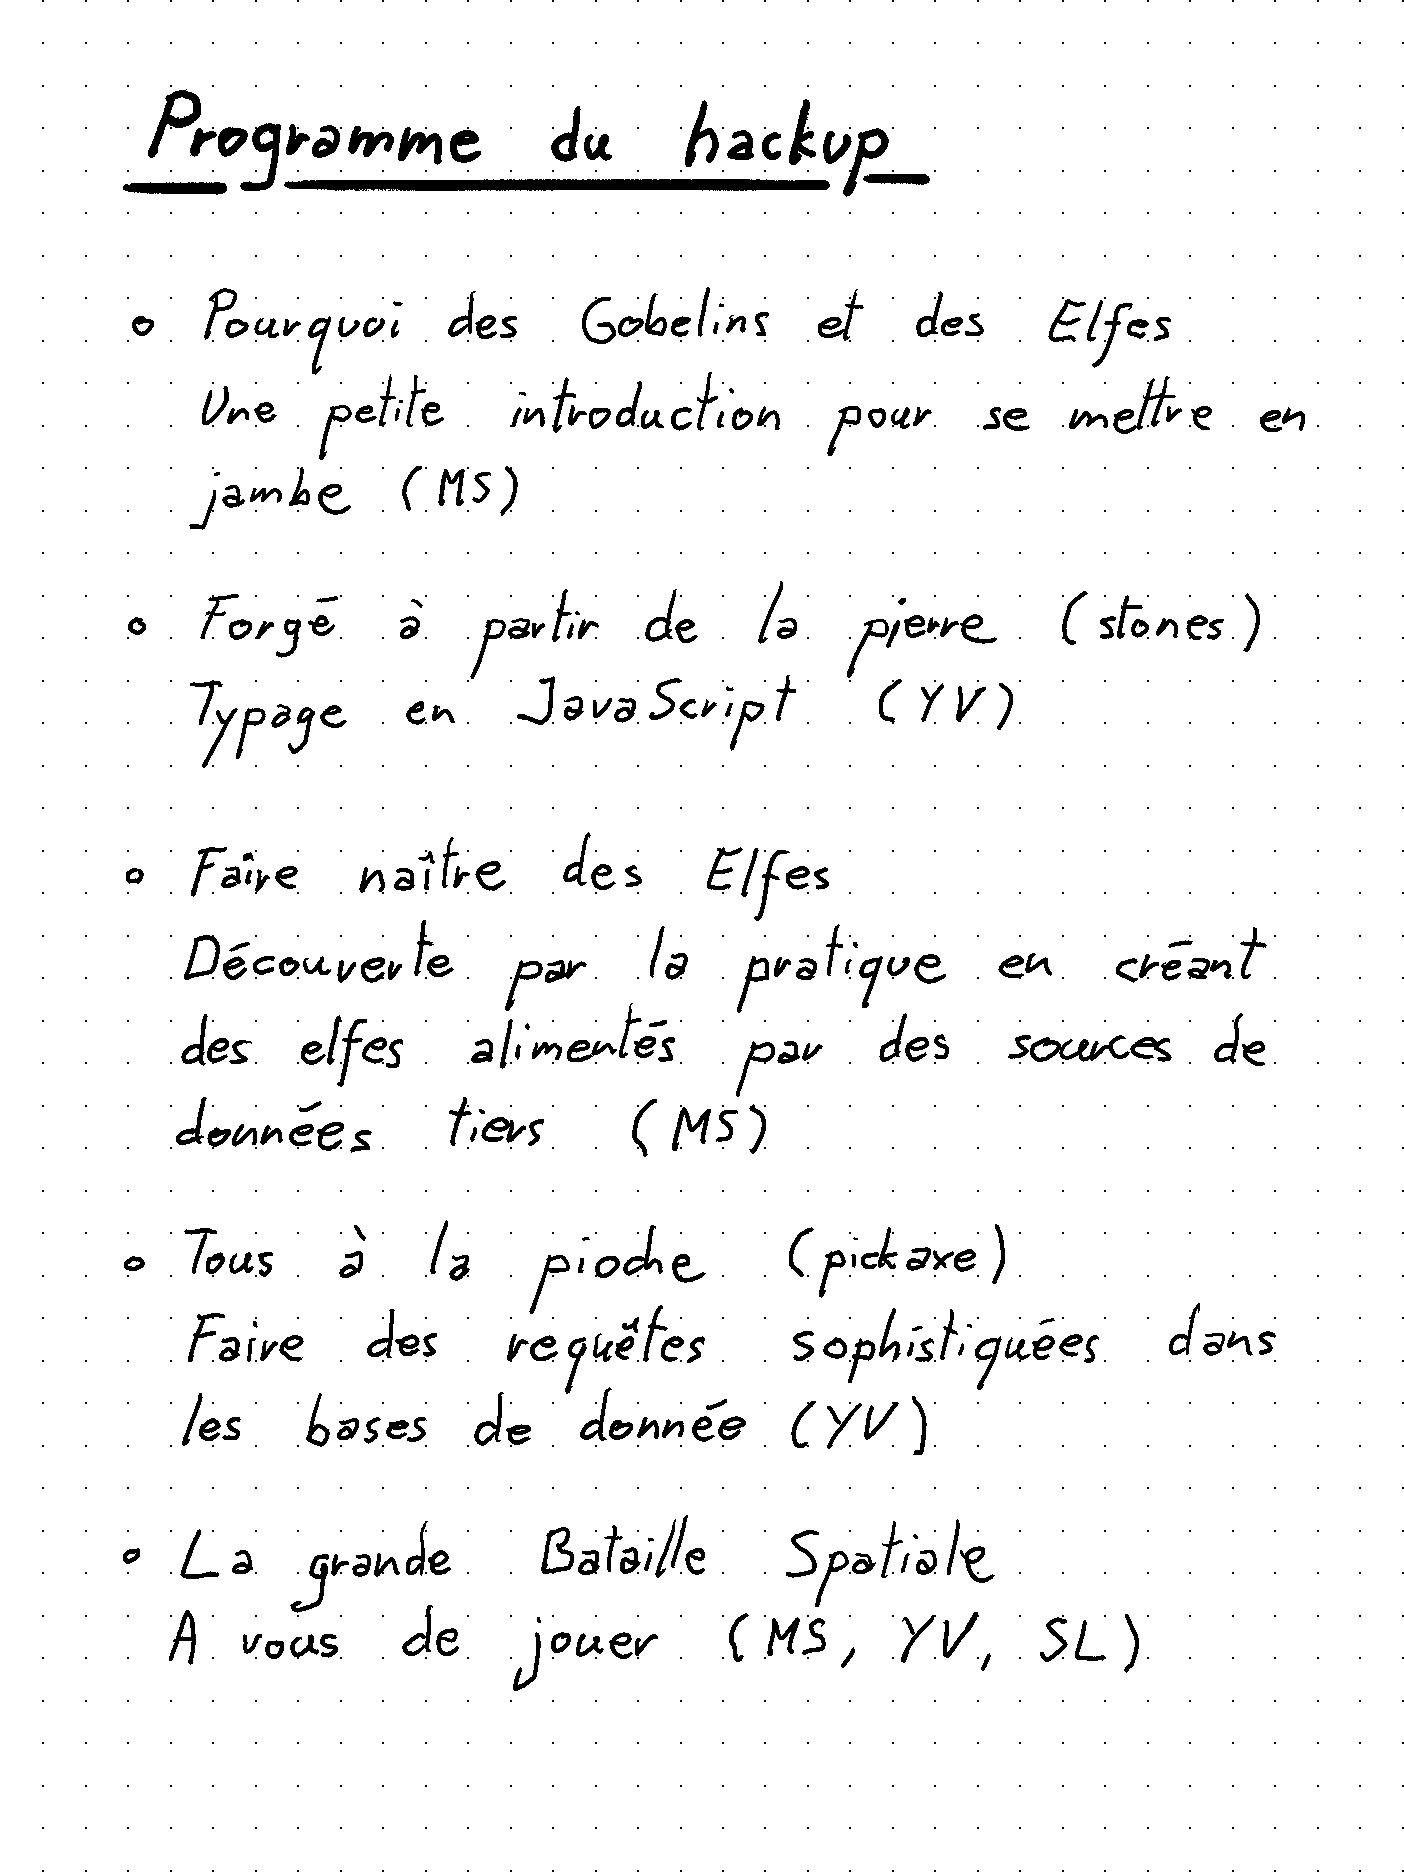 Programme du hackup
o Pourquoi des Gobelins et des Elfes
Une petite introduction pour se mettre en
jambe (MS)
o Forgé à partir de la pierre (stones)
Typage en JavaScript (YV)
o Faire naître des Elfes
Découverte par la pratique en créant
des elfes alimentés par des sources de
données tiers (MS)
o Tous à la pioche (pickaxe)
Faire des requêtes sophistiquées dans
les bases de donnée (YV)
o La grande Bataille Spatiale
A vous de jouer (MS, YV, SL)